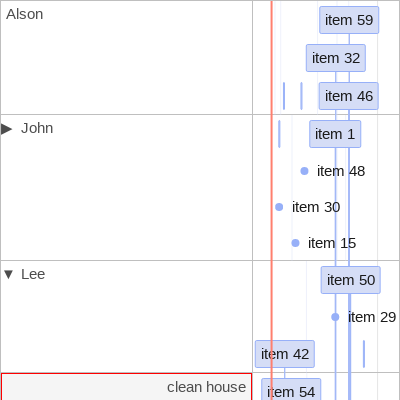 Alson
item 59
item 32
item 46
▶ John
item 1
item 48
item 30
item 15
▼ Lee
item 50
item 29
item 42
clean house
item 54